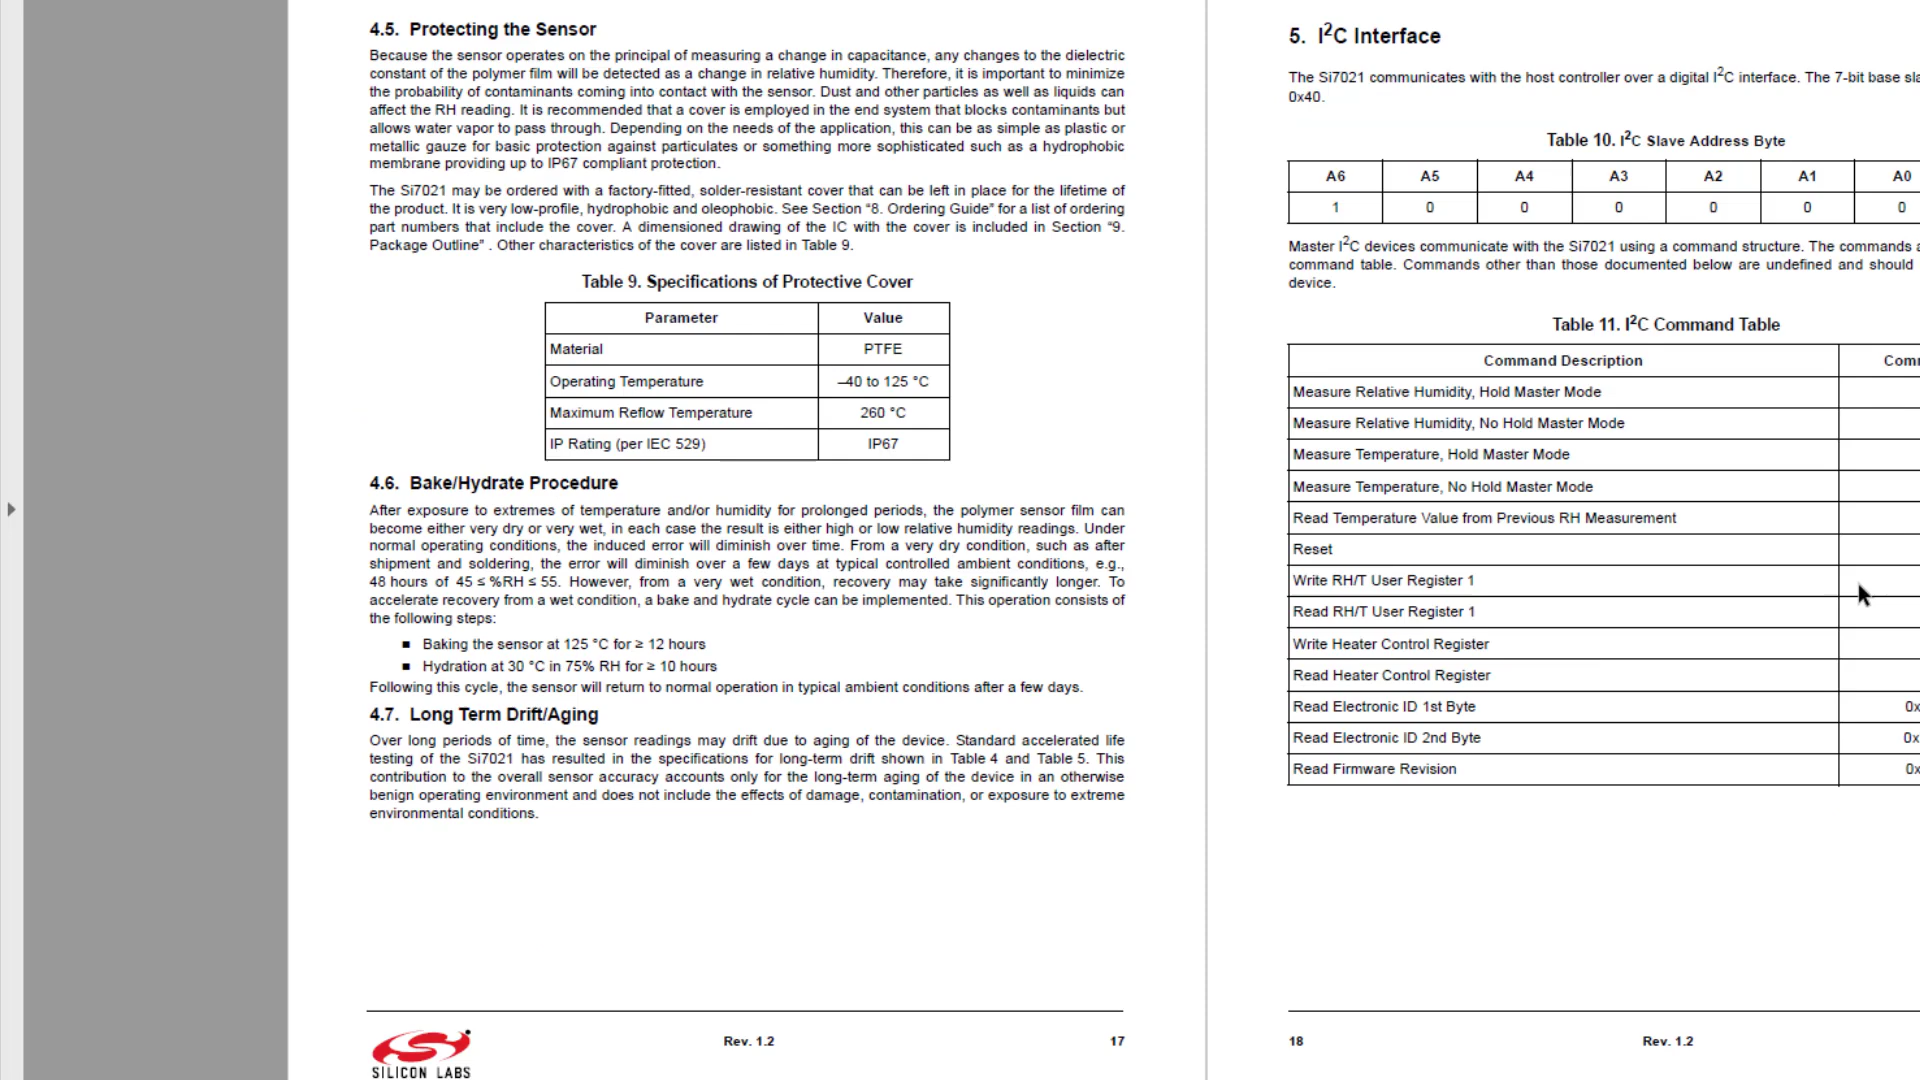 4.5. Protecting the Sensor
Because the sensor operates on the principal of measuring a change in capacitance, any changes to the dielectric
constant of the polymer film will be detected as a change in relative humidity. Therefore, it is important to minimize
the probability of contaminants coming into contact with the sensor. Dust and other particles as well as liquids can
affect the RH reading. It is recommended that a cover is employed in the end system that blocks contaminants but
allows water vapor to pass through. Depending on the needs of the application, this can be as simple as plastic or
metallic gauze for basic protection against particulates or something more sophisticated such as a hydrophobic
membrane providing up to IP67 compliant protection.
The Si7021 may be ordered with a factory-fitted, solder-resistant cover that can be left in place for the lifetime of
the product. It is very low-profile, hydrophobic and oleophobic. See Section “8. Ordering Guide” for a list of ordering
part numbers that include the cover. A dimensioned drawing of the IC with the cover is included in Section “9.
Package Outline” . Other characteristics of the cover are listed in Table 9.
Table 9. Specifications of Protective Cover
Parameter Value
Material PTFE
Operating Temperature –40 to 125 °C
Maximum Reflow Temperature 260 °C
IP Rating (per IEC 529) IP67
4.6. Bake/Hydrate Procedure
After exposure to extremes of temperature and/or humidity for prolonged periods, the polymer sensor film can
become either very dry or very wet, in each case the result is either high or low relative humidity readings. Under
normal operating conditions, the induced error will diminish over time. From a very dry condition, such as after
shipment and soldering, the error will diminish over a few days at typical controlled ambient conditions, e.g.,
48 hours of 45 ≤ %RH ≤ 55. However, from a very wet condition, recovery may take significantly longer. To
accelerate recovery from a wet condition, a bake and hydrate cycle can be implemented. This operation consists of
the following steps:
■ Baking the sensor at 125 °C for ≥ 12 hours
■ Hydration at 30 °C in 75% RH for ≥ 10 hours
Following this cycle, the sensor will return to normal operation in typical ambient conditions after a few days.
4.7. Long Term Drift/Aging
Over long periods of time, the sensor readings may drift due to aging of the device. Standard accelerated life
testing of the Si7021 has resulted in the specifications for long-term drift shown in Table 4 and Table 5. This
contribution to the overall sensor accuracy accounts only for the long-term aging of the device in an otherwise
benign operating environment and does not include the effects of damage, contamination, or exposure to extreme
environmental conditions.
SILICON LABS
Rev. 1.2
17
5. I²C Interface
The Si7021 communicates with the host controller over a digital I²C interface. The 7-bit base sla
0x40.
Table 10. I²C Slave Address Byte
A6 A5 A4 A3 A2 A1 A0
1 0 0 0 0 0 0
Master I²C devices communicate with the Si7021 using a command structure. The commands a
command table. Commands other than those documented below are undefined and should
device.
Table 11. I²C Command Table
Command Description Comm
Measure Relative Humidity, Hold Master Mode
Measure Relative Humidity, No Hold Master Mode
Measure Temperature, Hold Master Mode
Measure Temperature, No Hold Master Mode
Read Temperature Value from Previous RH Measurement
Reset
Write RH/T User Register 1
Read RH/T User Register 1
Write Heater Control Register
Read Heater Control Register
Read Electronic ID 1st Byte 0x
Read Electronic ID 2nd Byte 0x
Read Firmware Revision 0x
18
Rev. 1.2